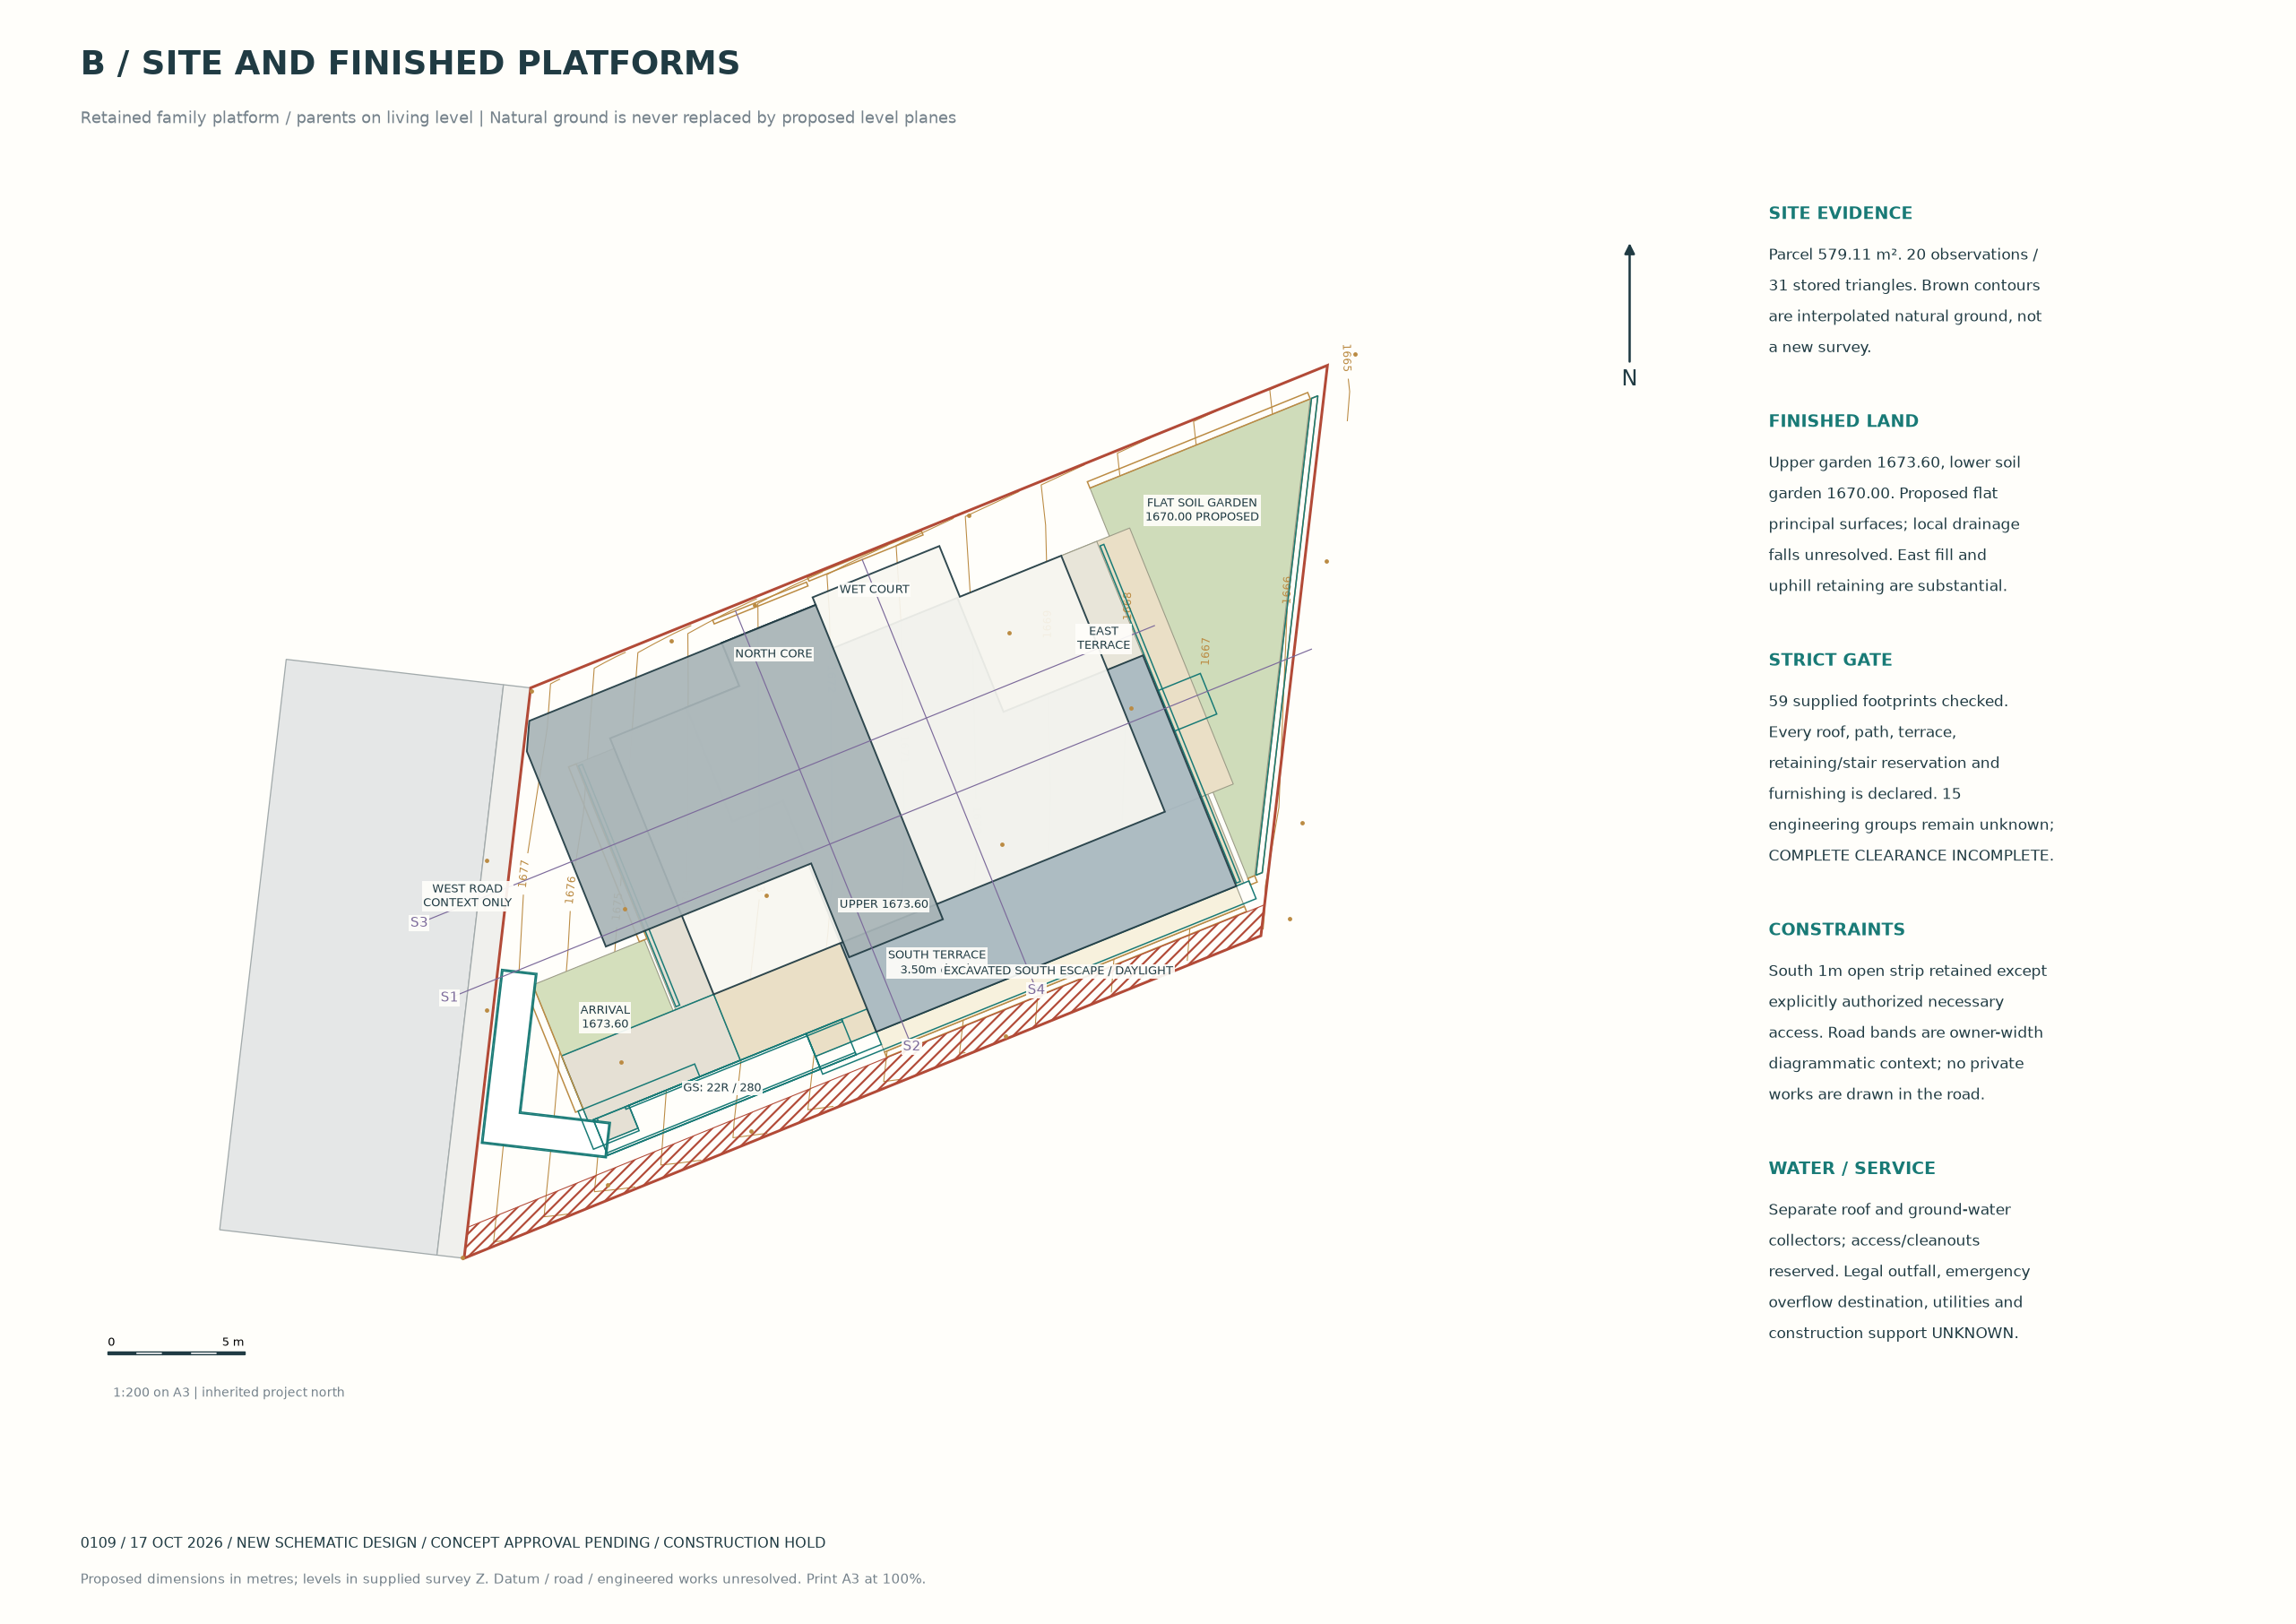 B / SITE AND FINISHED PLATFORMS
Retained family platform / parents on living level | Natural ground is never replaced by proposed level planes
SITE EVIDENCE
Parcel 579.11 m². 20 observations /
31 stored triangles. Brown contours
are interpolated natural ground, not
a new survey.
FINISHED LAND
Upper garden 1673.60, lower soil
garden 1670.00. Proposed flat
principal surfaces; local drainage
falls unresolved. East fill and
uphill retaining are substantial.
STRICT GATE
59 supplied footprints checked.
Every roof, path, terrace,
retaining/stair reservation and
furnishing is declared. 15
engineering groups remain unknown;
COMPLETE CLEARANCE INCOMPLETE.
CONSTRAINTS
South 1m open strip retained except
explicitly authorized necessary
access. Road bands are owner-width
diagrammatic context; no private
works are drawn in the road.
WATER / SERVICE
Separate roof and ground-water
collectors; access/cleanouts
reserved. Legal outfall, emergency
overflow destination, utilities and
construction support UNKNOWN.
N
1665
FLAT SOIL GARDEN
1670.00 PROPOSED
WET COURT
1666
1668
EAST
TERRACE
NORTH CORE
1667
1677
1676
WEST ROAD
CONTEXT ONLY
UPPER 1673.60
S3
SOUTH TERRACE
3.50m
EXCAVATED SOUTH ESCAPE / DAYLIGHT
S1
S4
ARRIVAL
1673.60
S2
GS: 22R / 280
0
5 m
1:200 on A3 | inherited project north
0109 / 17 OCT 2026 / NEW SCHEMATIC DESIGN / CONCEPT APPROVAL PENDING / CONSTRUCTION HOLD
Proposed dimensions in metres; levels in supplied survey Z. Datum / road / engineered works unresolved. Print A3 at 100%.